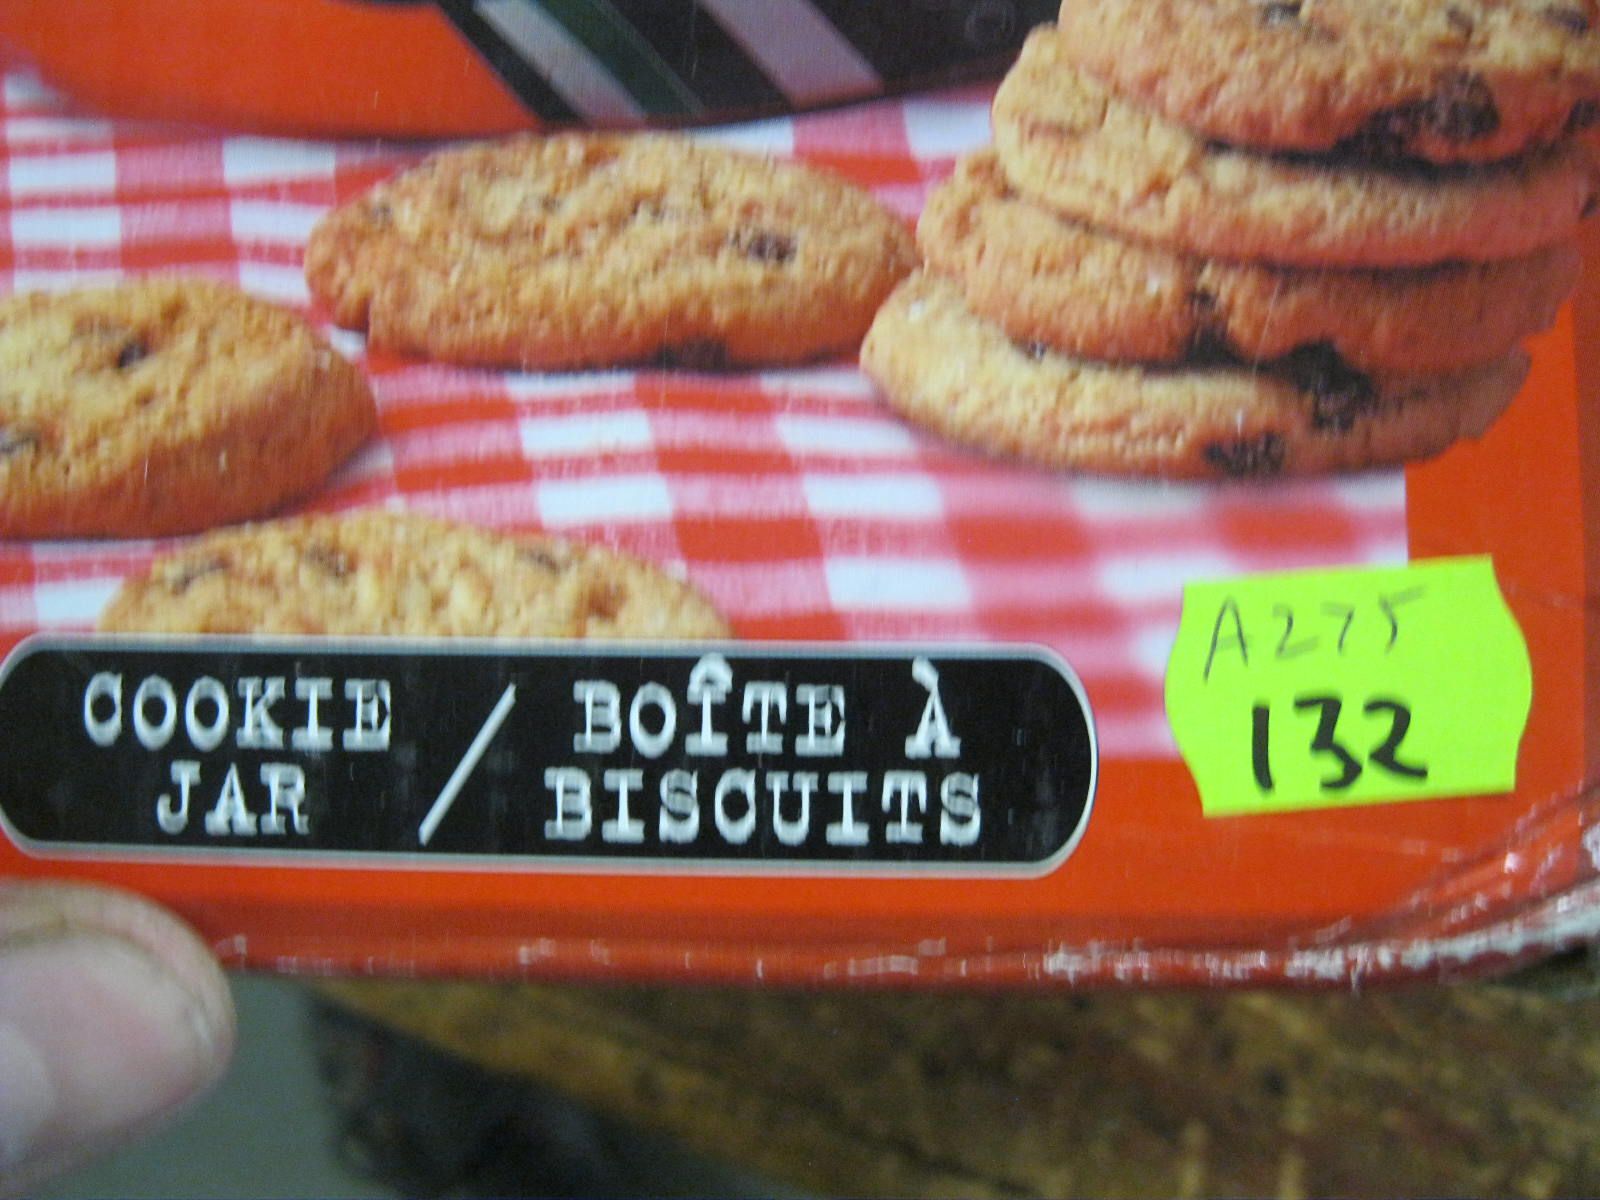 COOKIE JAR / BOÎTE À BISCUITS
A275
132